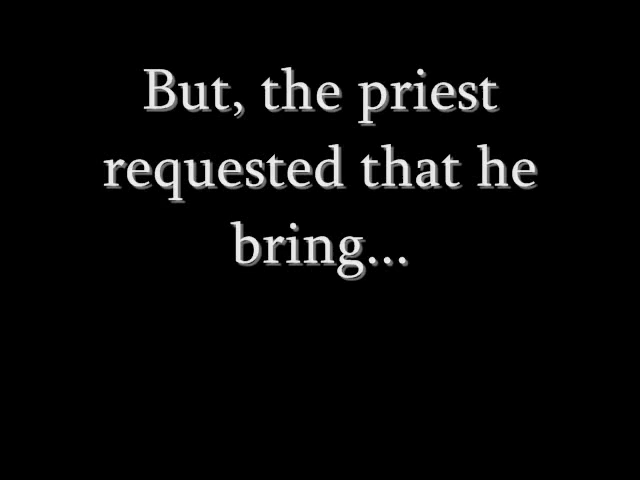 But, the priest
requested that he
bring...